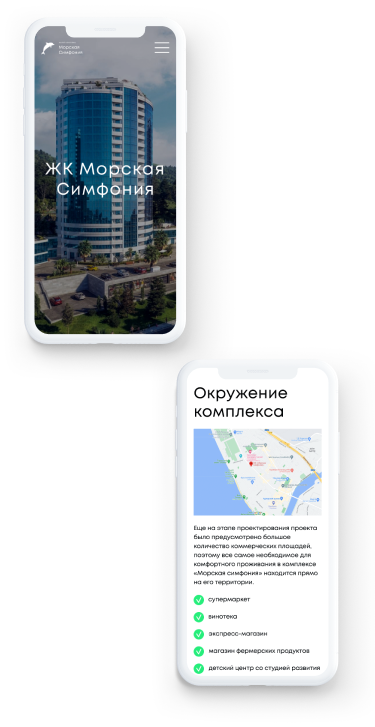 Морская
Симфония
ЖК Морская
Симфония
Окружение
комплекса
Еще на этапе проектирования проекта
было предусмотрено большое
количество коммерческих площадей,
поэтому все самое необходимое для
комфортного проживания в комплексе
«Морская симфония» находится прямо
на его территории.
супермаркет
винотека
экспресс-магазин
магазин фермерских продуктов
детский центр со студией развития